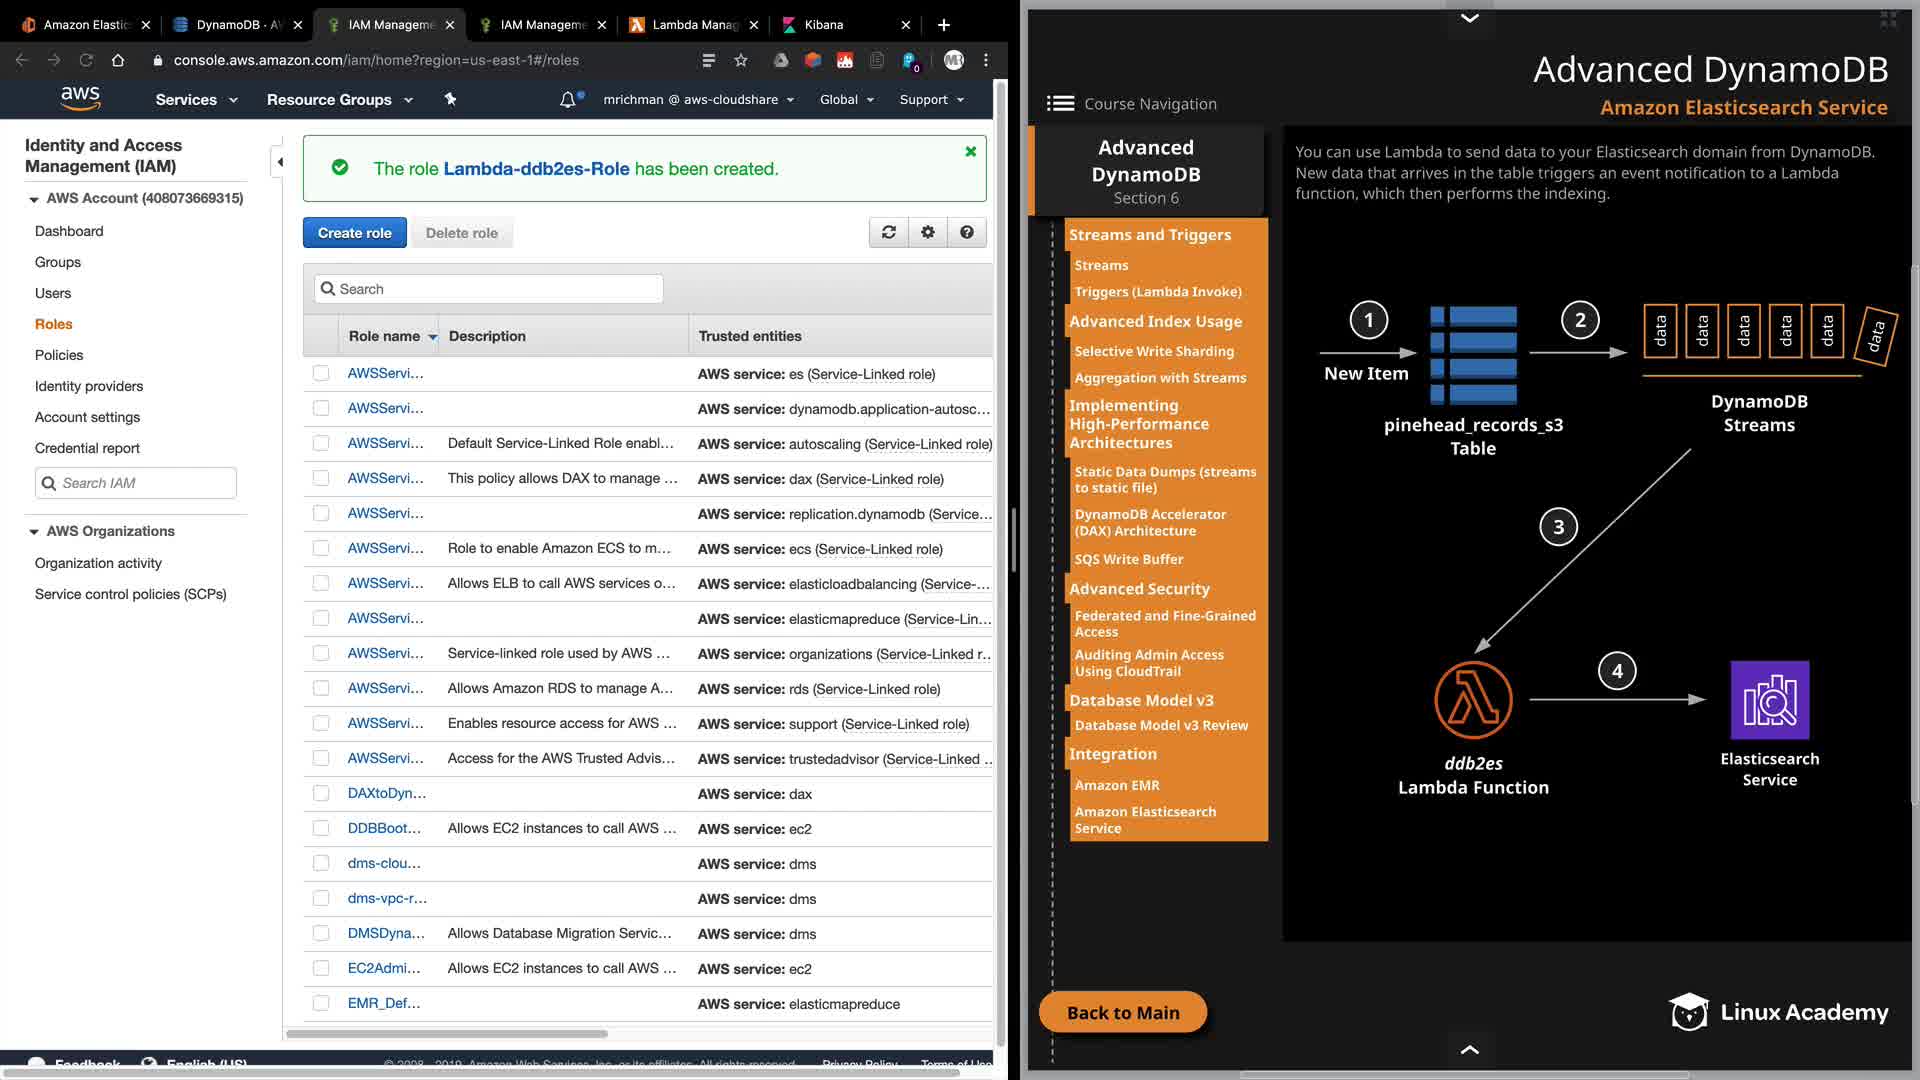 Amazon Elastic
DynamoDB · AW
IAM Manageme
IAM Manageme
Lambda Manag
Kibana
console.aws.amazon.com/iam/home?region=us-east-1#/roles
0
MR
aws
Services
Resource Groups
mrichman @ aws-cloudshare
Global
Support
Identity and Access
Management (IAM)
AWS Account (408073669315)
Dashboard
Groups
Users
Roles
Policies
Identity providers
Account settings
Credential report
Search IAM
AWS Organizations
Organization activity
Service control policies (SCPs)
The role Lambda-ddb2es-Role has been created.
Create role
Delete role
Search
Role name
Description
Trusted entities
AWSServi...
AWS service: es (Service-Linked role)
AWSServi...
AWS service: dynamodb.application-autosc...
AWSServi...
Default Service-Linked Role enabl...
AWS service: autoscaling (Service-Linked role)
AWSServi...
This policy allows DAX to manage ...
AWS service: dax (Service-Linked role)
AWSServi...
AWS service: replication.dynamodb (Service...
AWSServi...
Role to enable Amazon ECS to m...
AWS service: ecs (Service-Linked role)
AWSServi...
Allows ELB to call AWS services o...
AWS service: elasticloadbalancing (Service-...
AWSServi...
AWS service: elasticmapreduce (Service-Lin...
AWSServi...
Service-linked role used by AWS ...
AWS service: organizations (Service-Linked r...
AWSServi...
Allows Amazon RDS to manage A...
AWS service: rds (Service-Linked role)
AWSServi...
Enables resource access for AWS ...
AWS service: support (Service-Linked role)
AWSServi...
Access for the AWS Trusted Advis...
AWS service: trustedadvisor (Service-Linked ...
DAXtoDyn...
AWS service: dax
DDBBoot...
Allows EC2 instances to call AWS ...
AWS service: ec2
dms-clou...
AWS service: dms
dms-vpc-r...
AWS service: dms
DMSDyna...
Allows Database Migration Servic...
AWS service: dms
EC2Admi...
Allows EC2 instances to call AWS ...
AWS service: ec2
EMR_Def...
AWS service: elasticmapreduce
Feedback
English (US)
© 2008 - 2019, Amazon Web Services, Inc. or its affiliates. All rights reserved.
Privacy Policy
Terms of Use
Advanced DynamoDB
Amazon Elasticsearch Service
Course Navigation
Advanced
DynamoDB
Section 6
Streams and Triggers
Streams
Triggers (Lambda Invoke)
Advanced Index Usage
Selective Write Sharding
Aggregation with Streams
Implementing
High-Performance
Architectures
Static Data Dumps (streams
to static file)
DynamoDB Accelerator
(DAX) Architecture
SQS Write Buffer
Advanced Security
Federated and Fine-Grained
Access
Auditing Admin Access
Using CloudTrail
Database Model v3
Database Model v3 Review
Integration
Amazon EMR
Amazon Elasticsearch
Service
Back to Main
You can use Lambda to send data to your Elasticsearch domain from DynamoDB.
New data that arrives in the table triggers an event notification to a Lambda
function, which then performs the indexing.
1
New Item
pinehead_records_s3
Table
2
data
data
data
data
data
data
DynamoDB
Streams
3
ddb2es
Lambda Function
4
Elasticsearch
Service
Linux Academy